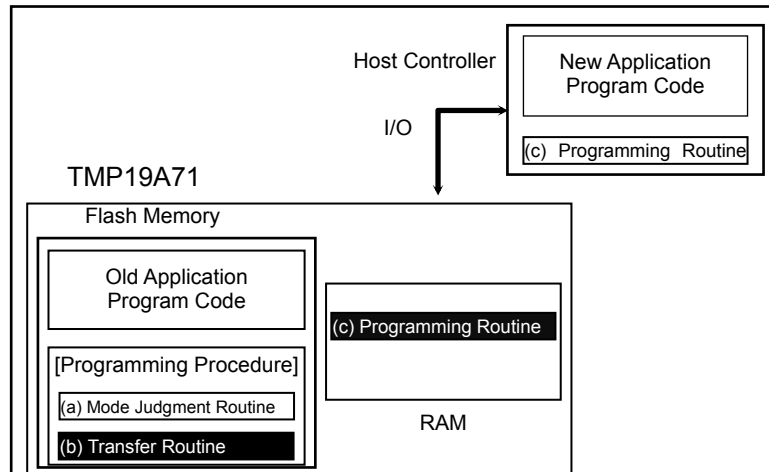 Host Controller
New Application
Program Code
I/O
(c) Programming Routine
TMP19A71
Flash Memory
Old Application
Program Code
(c) Programming Routine
[Programming Procedure]
(a) Mode Judgment Routine
(b) Transfer Routine
RAM